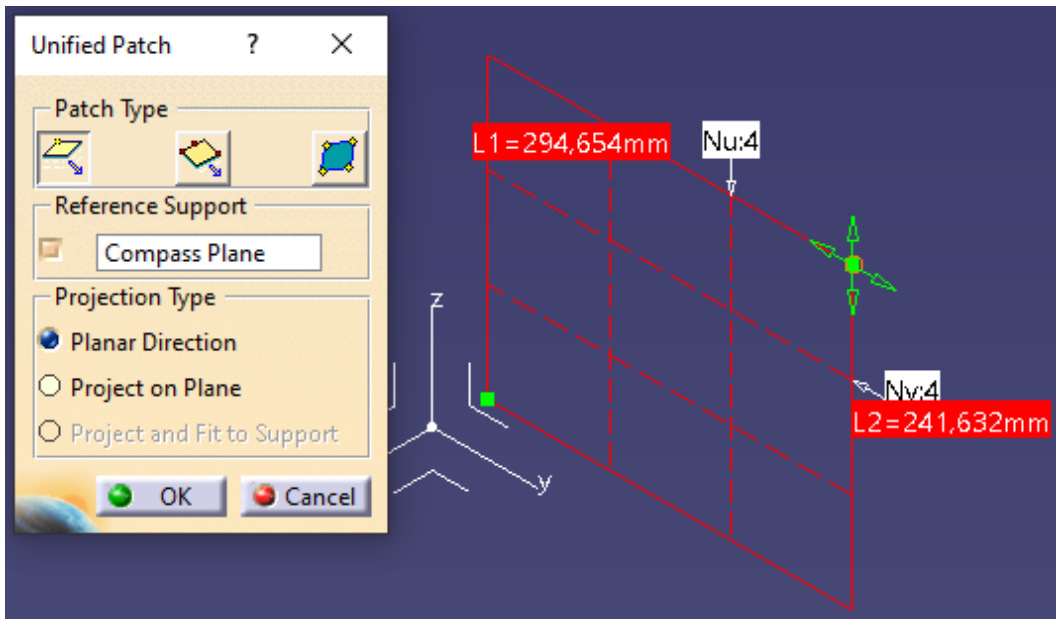 Unified Patch ? ×
Patch Type
Reference Support
Compass Plane
Projection Type
Planar Direction
Project on Plane
Project and Fit to Support
OK Cancel
L1=294,654mm
Nu:4
z
y
Nv:4
L2=241,632mm